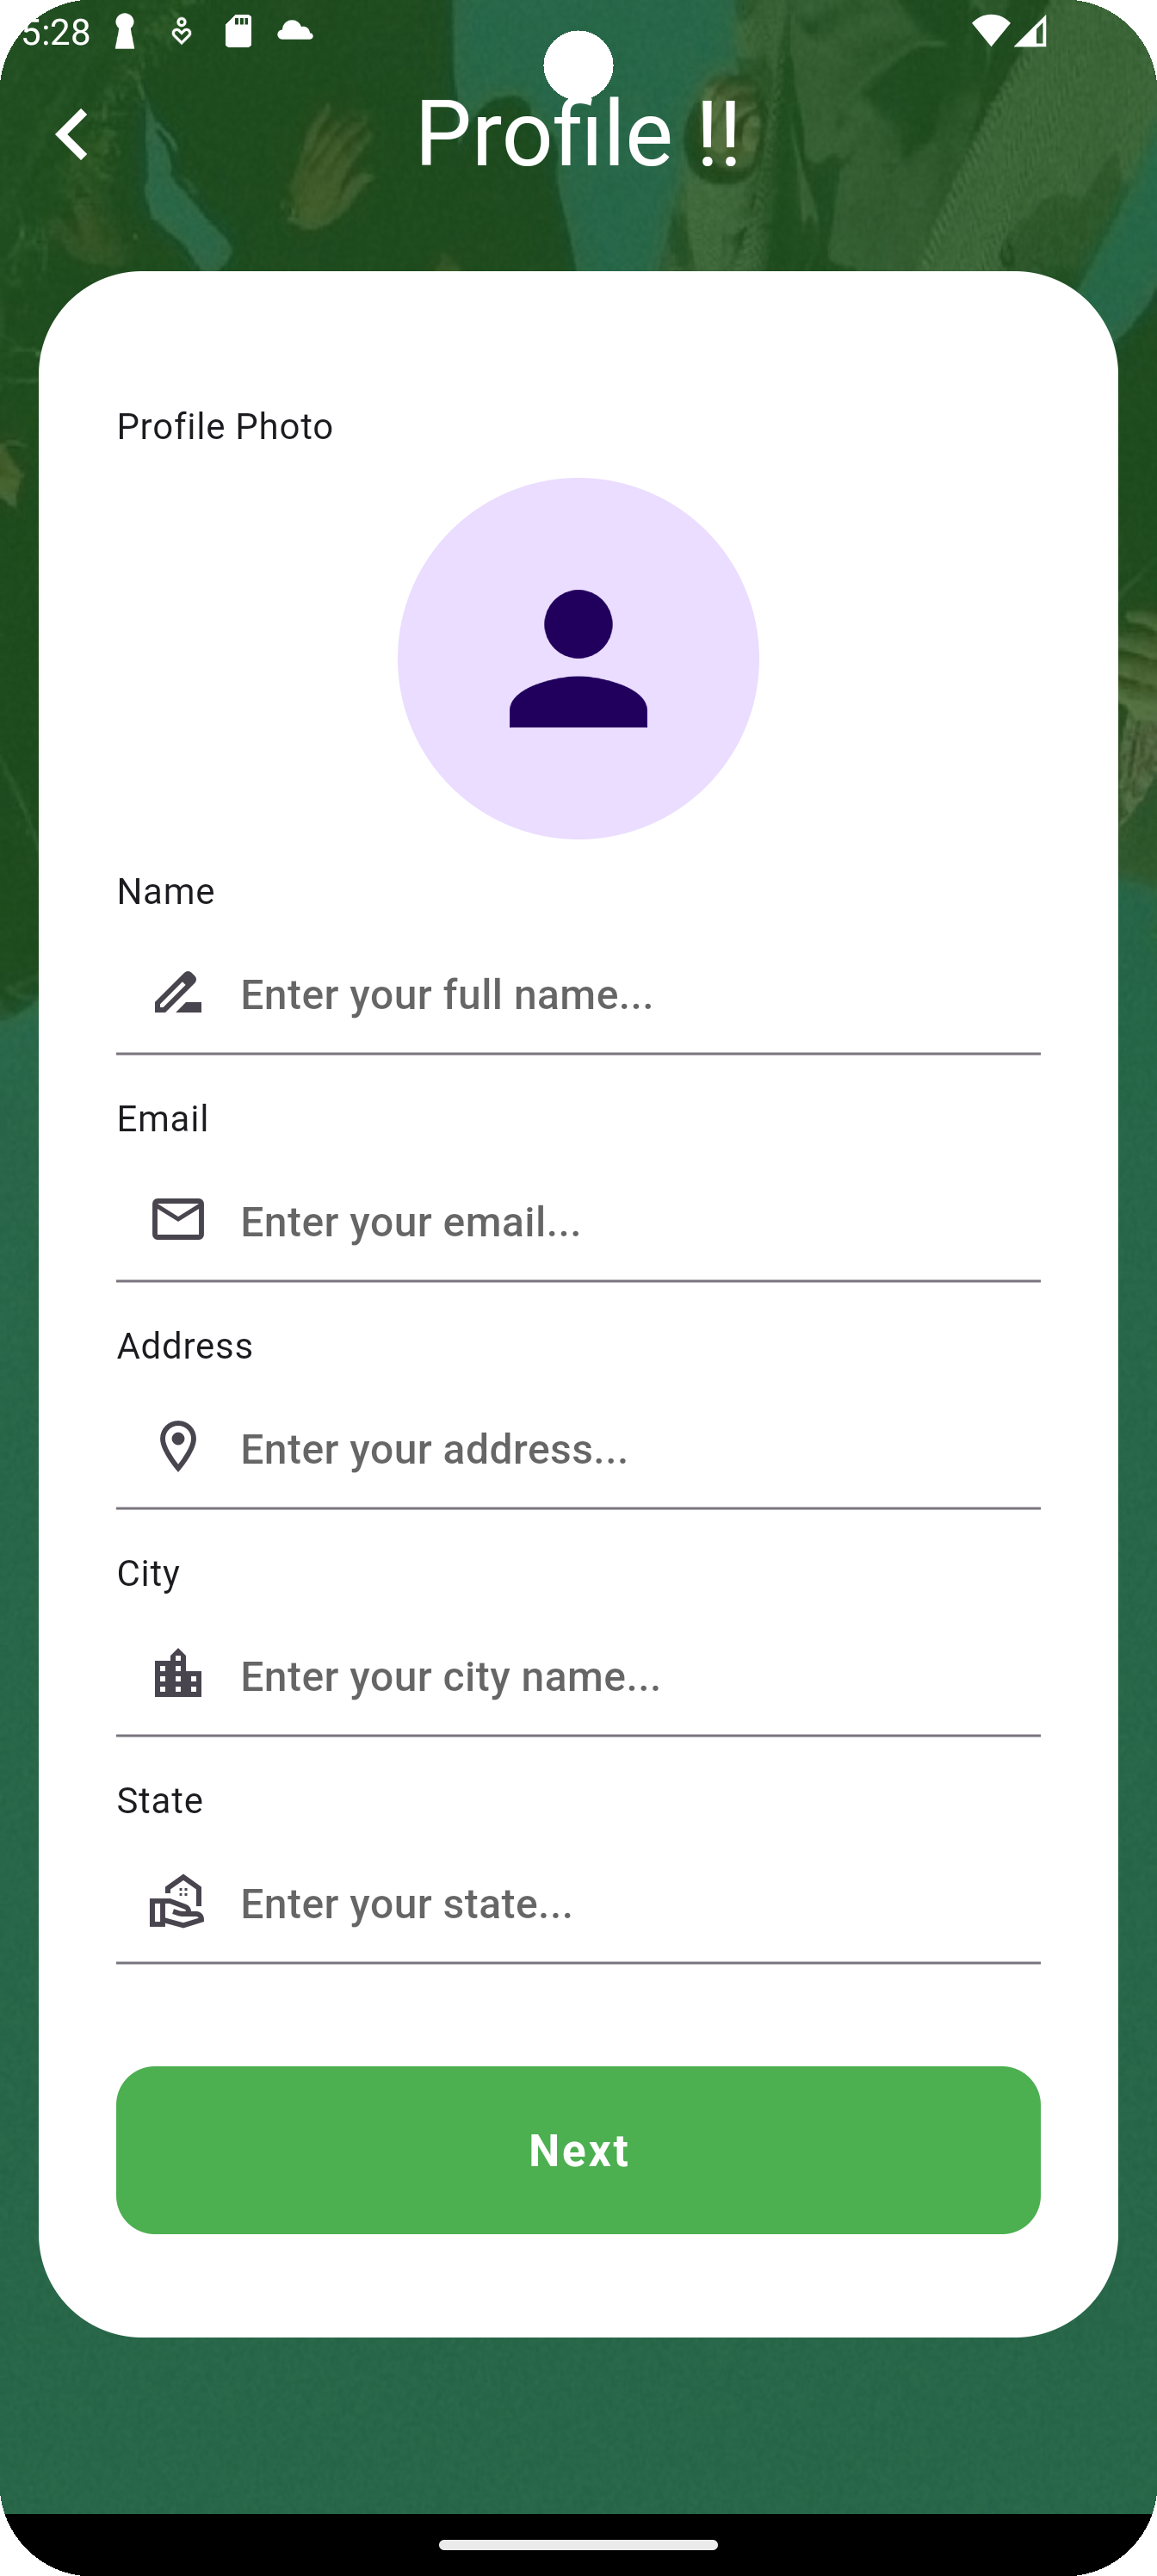 5:28
Profile !!
Profile Photo
Name
Enter your full name...
Email
Enter your email...
Address
Enter your address...
City
Enter your city name...
State
Enter your state...
Next